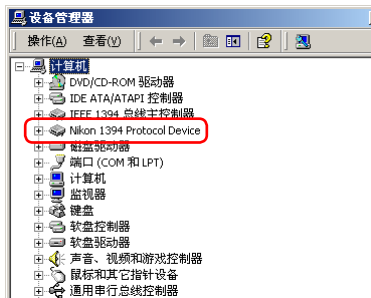 设备管理器
操作(A) 查看(V)
计算机
DVD/CD-ROM 驱动器
IDE ATA/ATAPI 控制器
IEEE 1394 总线主控制器
Nikon 1394 Protocol Device
磁盘驱动器
端口 (COM 和 LPT)
计算机
监视器
键盘
软盘控制器
软盘驱动器
声音、视频和游戏控制器
鼠标和其它指针设备
通用串行总线控制器